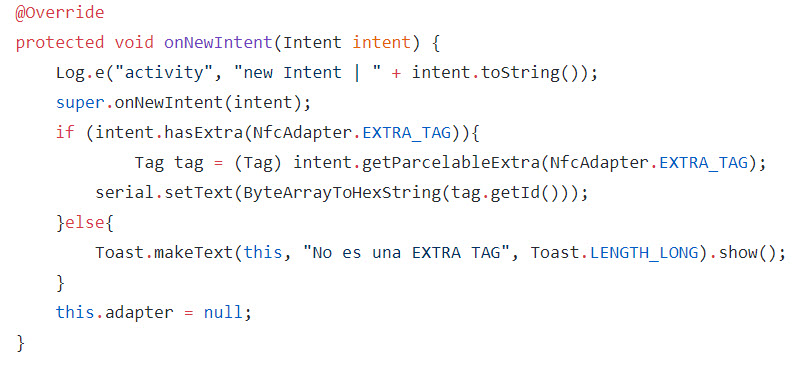 @Override
protected void onNewIntent(Intent intent) {
    Log.e("activity", "new Intent | " + intent.toString());
    super.onNewIntent(intent);
    if (intent.hasExtra(NfcAdapter.EXTRA_TAG)){
            Tag tag = (Tag) intent.getParcelableExtra(NfcAdapter.EXTRA_TAG);
        serial.setText(ByteArrayToHexString(tag.getId()));
    }else{
        Toast.makeText(this, "No es una EXTRA TAG", Toast.LENGTH_LONG).show();
    }
    this.adapter = null;
}